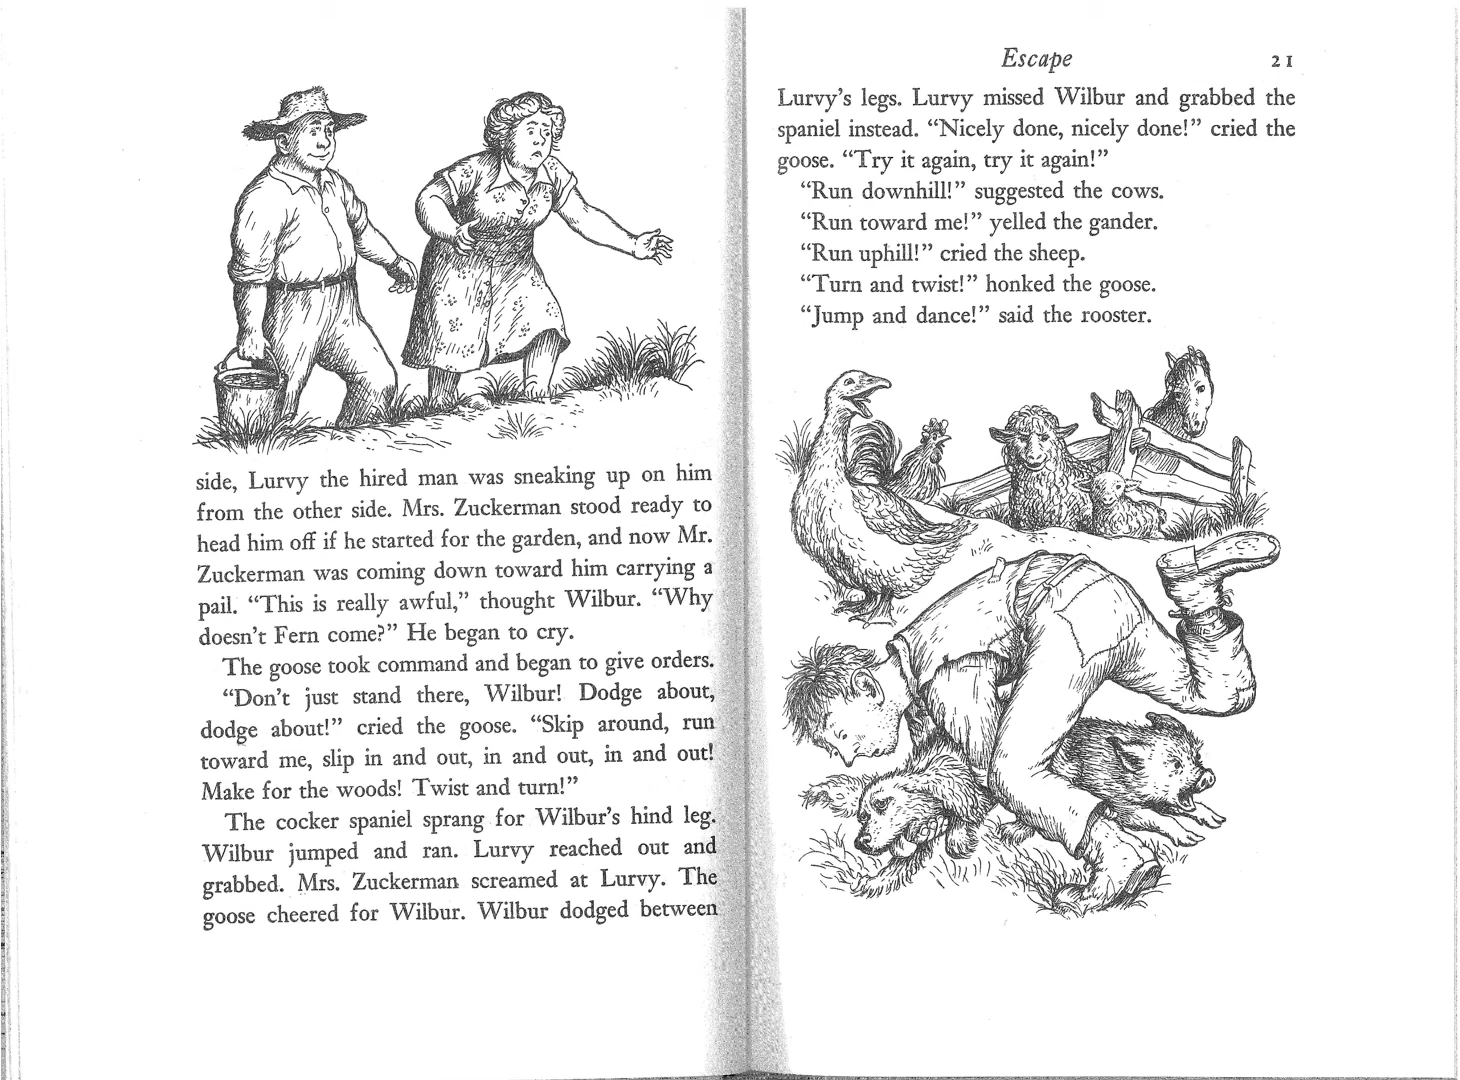 side, Lurvy the hired man was sneaking up on him
from the other side. Mrs. Zuckerman stood ready to
head him off if he started for the garden, and now Mr.
Zuckerman was coming down toward him carrying a
pail. “This is really awful,” thought Wilbur. “Why
doesn’t Fern come?” He began to cry.
The goose took command and began to give orders.
“Don’t just stand there, Wilbur! Dodge about,
dodge about!” cried the goose. “Skip around, run
toward me, slip in and out, in and out, in and out!
Make for the woods! Twist and turn!”
The cocker spaniel sprang for Wilbur’s hind leg.
Wilbur jumped and ran. Lurvy reached out and
grabbed. Mrs. Zuckerman screamed at Lurvy. The
goose cheered for Wilbur. Wilbur dodged between
Escape 21
Lurvy’s legs. Lurvy missed Wilbur and grabbed the
spaniel instead. “Nicely done, nicely done!” cried the
goose. “Try it again, try it again!”
“Run downhill!” suggested the cows.
“Run toward me!” yelled the gander.
“Run uphill!” cried the sheep.
“Turn and twist!” honked the goose.
“Jump and dance!” said the rooster.